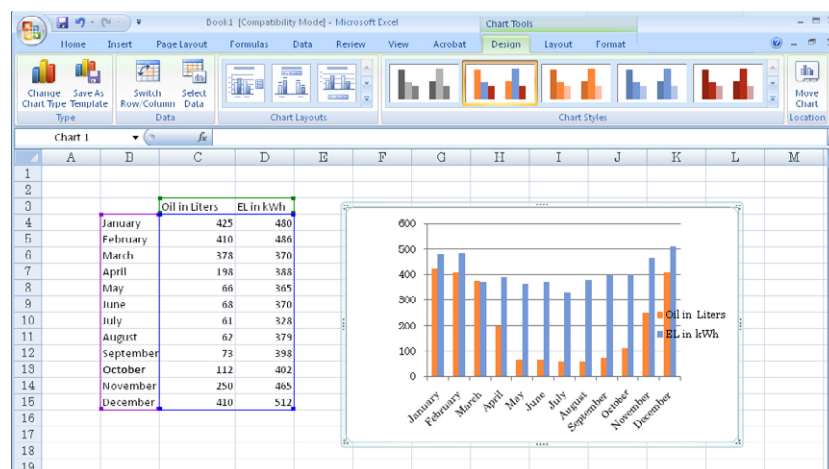 Book1 [Compatibility Mode] - Microsoft Excel Chart Tools
Home Insert Page Layout Formulas Data Review View Acrobat Design Layout Format
Change Chart Type Save As Template Switch Row/Column Select Data Move Chart
Type Data Chart Layouts Chart Styles Location
Chart 1 fx
A B C D E F G H I J K L M
1
2
3 Oil in Liters EL in kWh
4 January 425 480
5 February 410 486
6 March 378 370
7 April 198 388
8 May 66 365
9 June 68 370
10 July 61 328
11 August 62 379
12 September 73 398
13 October 112 402
14 November 250 465
15 December 410 512
16
17
18
19
600
500
400
300
200
100
0
January February March April May June July August September October November December
Oil in Liters
EL in kWh